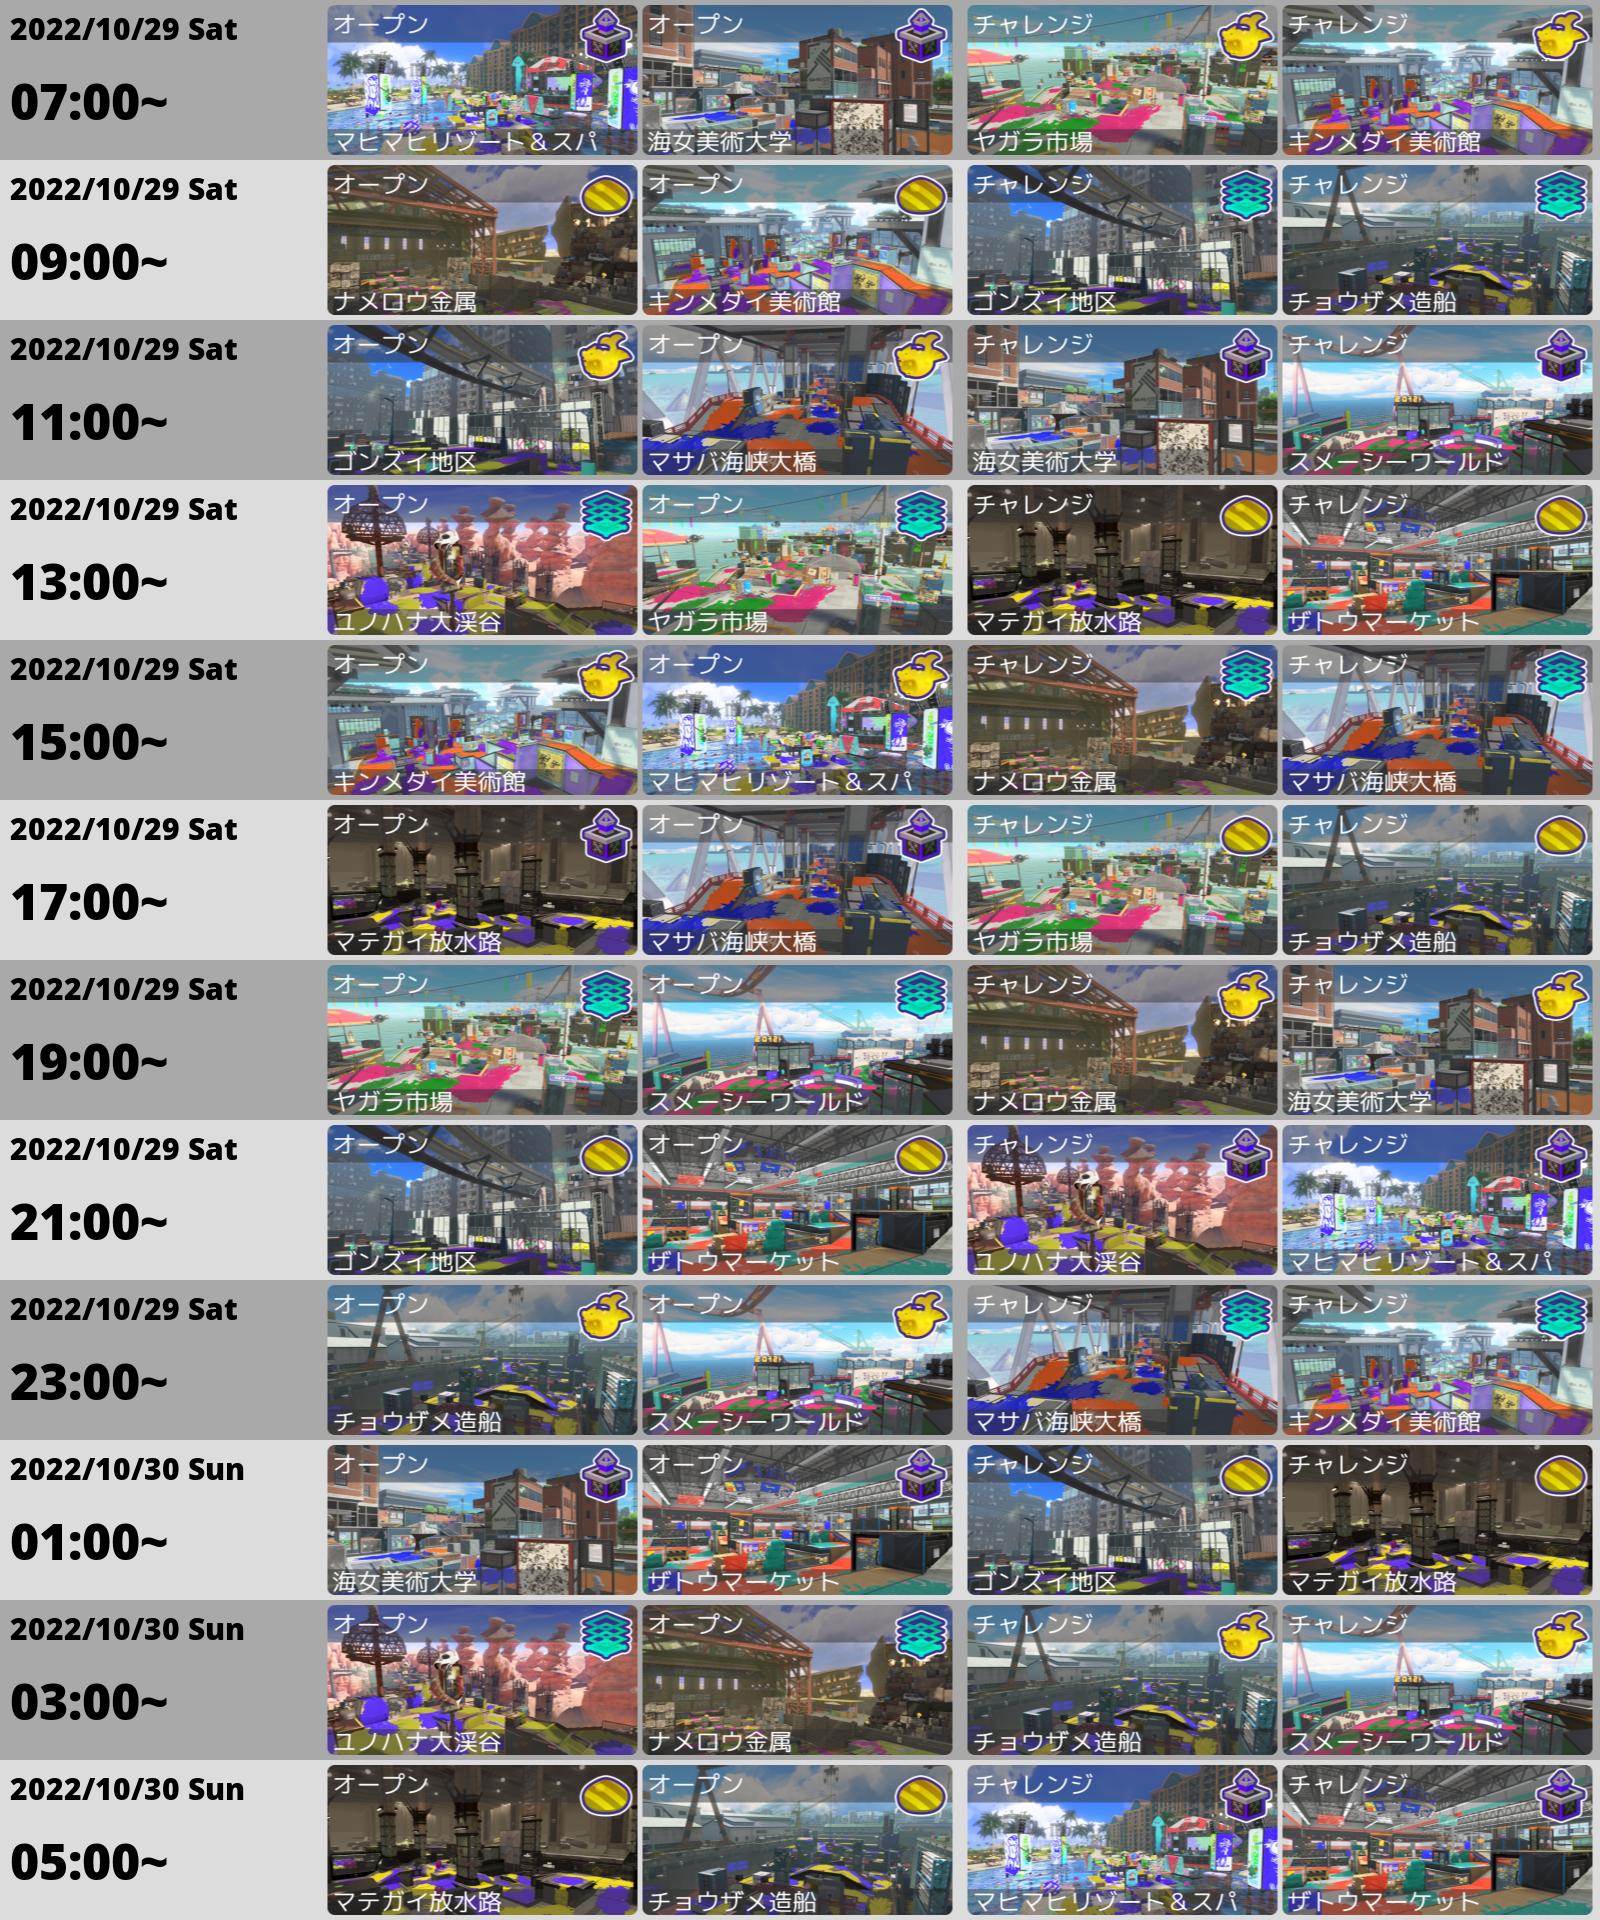 2022/10/29 Sat
07:00~
オープン
マヒマヒリゾート＆スパ
オープン
海女美術大学
チャレンジ
ヤガラ市場
チャレンジ
キンメダイ美術館
2022/10/29 Sat
09:00~
オープン
ナメロウ金属
オープン
キンメダイ美術館
チャレンジ
ゴンズイ地区
チャレンジ
チョウザメ造船
2022/10/29 Sat
11:00~
オープン
ゴンズイ地区
オープン
マサバ海峡大橋
チャレンジ
海女美術大学
チャレンジ
スメーシーワールド
2022/10/29 Sat
13:00~
オープン
ユノハナ大渓谷
オープン
ヤガラ市場
チャレンジ
マテガイ放水路
チャレンジ
ザトウマーケット
2022/10/29 Sat
15:00~
オープン
キンメダイ美術館
オープン
マヒマヒリゾート＆スパ
チャレンジ
ナメロウ金属
チャレンジ
マサバ海峡大橋
2022/10/29 Sat
17:00~
オープン
マテガイ放水路
オープン
マサバ海峡大橋
チャレンジ
ヤガラ市場
チャレンジ
チョウザメ造船
2022/10/29 Sat
19:00~
オープン
ヤガラ市場
オープン
スメーシーワールド
チャレンジ
ナメロウ金属
チャレンジ
海女美術大学
2022/10/29 Sat
21:00~
オープン
ゴンズイ地区
オープン
ザトウマーケット
チャレンジ
ユノハナ大渓谷
チャレンジ
マヒマヒリゾート＆スパ
2022/10/29 Sat
23:00~
オープン
チョウザメ造船
オープン
スメーシーワールド
チャレンジ
マサバ海峡大橋
チャレンジ
キンメダイ美術館
2022/10/30 Sun
01:00~
オープン
海女美術大学
オープン
ザトウマーケット
チャレンジ
ゴンズイ地区
チャレンジ
マテガイ放水路
2022/10/30 Sun
03:00~
オープン
ユノハナ大渓谷
オープン
ナメロウ金属
チャレンジ
チョウザメ造船
チャレンジ
スメーシーワールド
2022/10/30 Sun
05:00~
オープン
マテガイ放水路
オープン
チョウザメ造船
チャレンジ
マヒマヒリゾート＆スパ
チャレンジ
ザトウマーケット